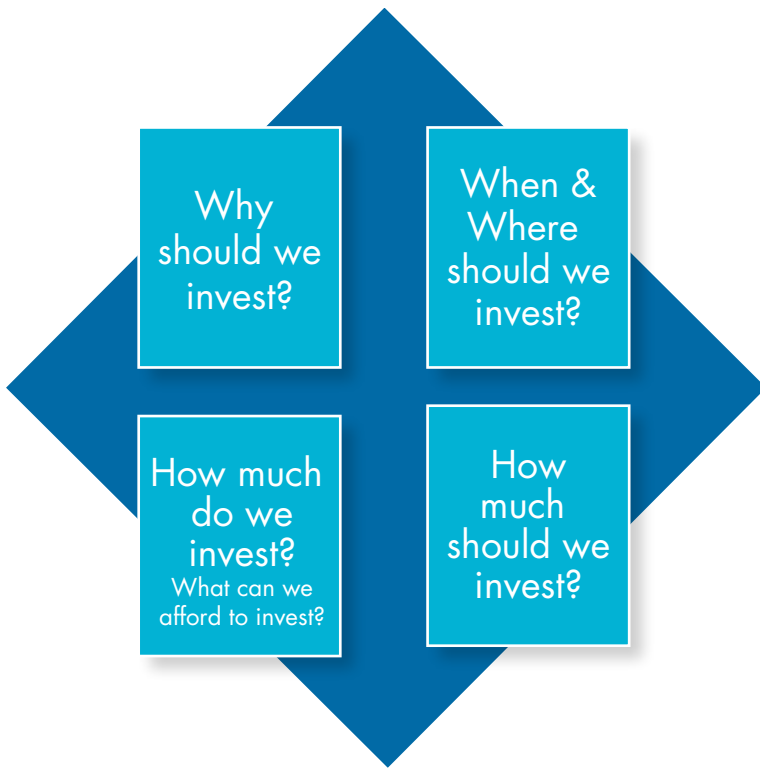 Why
should we
invest?
When &
Where
should we
invest?
How much
do we
invest?
What can we
afford to invest?
How
much
should we
invest?